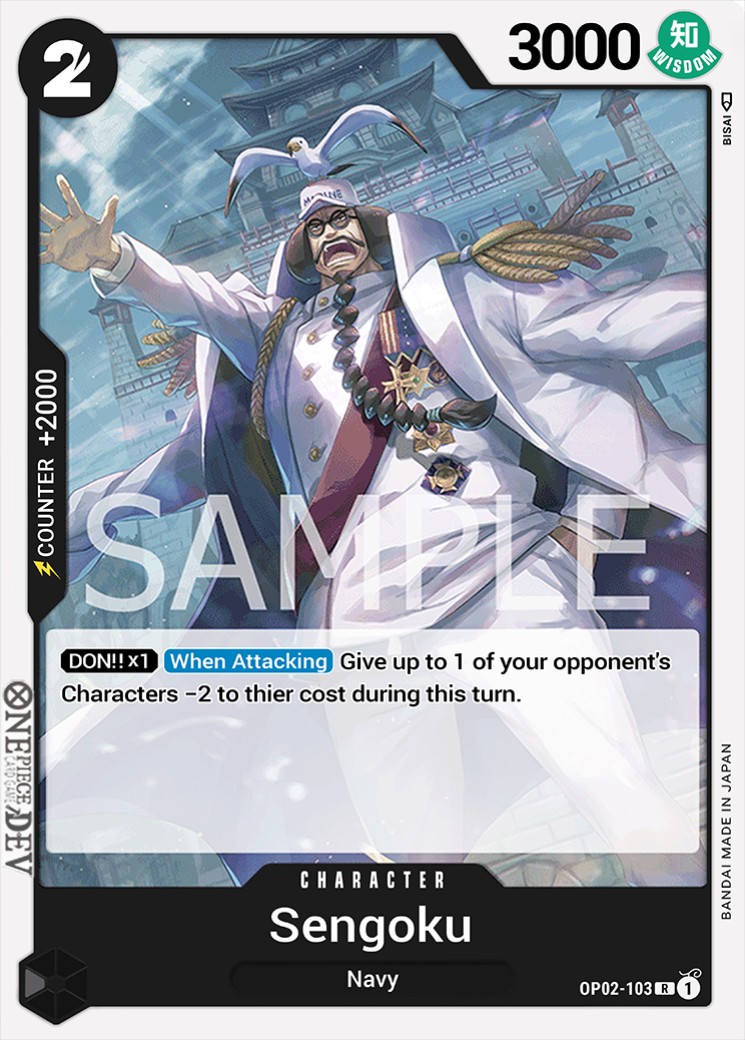 2
3000
知
WISDOM
BISAI
MARINE
COUNTER +2000
SAMPLE
DON!! x1 When Attacking Give up to 1 of your opponent's
Characters −2 to thier cost during this turn.
ONE PIECE
CARD GAME
DEV
BANDAI MADE IN JAPAN
CHARACTER
Sengoku
Navy
OP02-103 R 1